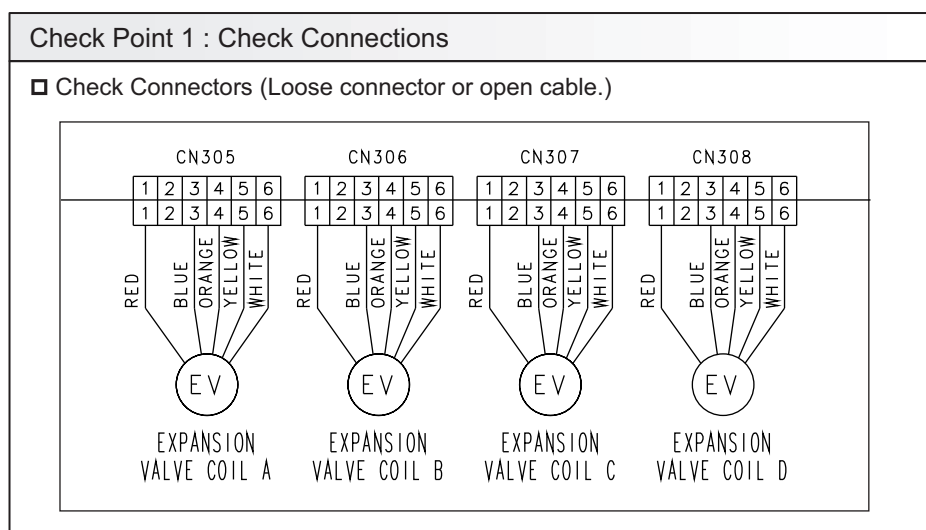 Check Point 1 : Check Connections
Check Connectors (Loose connector or open cable.)
CN305 CN306 CN307 CN308
1 2 3 4 5 6 1 2 3 4 5 6 1 2 3 4 5 6 1 2 3 4 5 6
1 2 3 4 5 6 1 2 3 4 5 6 1 2 3 4 5 6 1 2 3 4 5 6
RED BLUE ORANGE YELLOW WHITE RED BLUE ORANGE YELLOW WHITE RED BLUE ORANGE YELLOW WHITE RED BLUE ORANGE YELLOW WHITE
EV EV EV EV
EXPANSION EXPANSION EXPANSION EXPANSION
VALVE COIL A VALVE COIL B VALVE COIL C VALVE COIL D